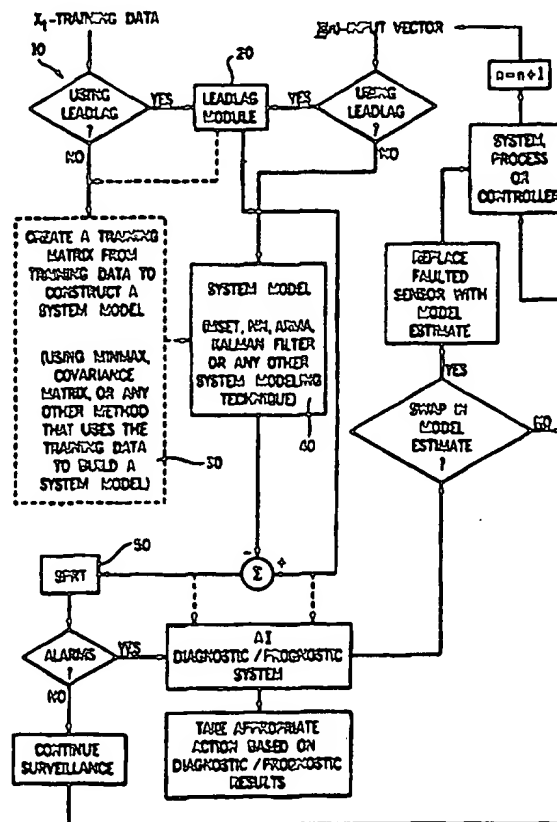 X₁-TRAINING DATA
10
USING
LEADLAG
?
YES
NO
20
LEADLAG
MODULE
INPUT VECTOR
YES
USING
LEADLAG
?
NO
n=n+1
SYSTEM,
PROCESS
OR
CONTROLLER
CREATE A TRAINING
MATRIX FROM
TRAINING DATA TO
CONSTRUCT A
SYSTEM MODEL
(USING MINMAX,
COVARIANCE
MATRIX, OR ANY
OTHER METHOD
THAT USES THE
TRAINING DATA
TO BUILD A
SYSTEM MODEL)
30
SYSTEM MODEL
(MSET, NN, ARMA,
KALMAN FILTER
OR ANY OTHER
SYSTEM MODELING
TECHNIQUE)
40
REPLACE
FAULTED
SENSOR WITH
MODEL
ESTIMATE
YES
SWAP IN
MODEL
ESTIMATE
?
NO
50
SPRT
- Σ +
ALARMS
?
YES
NO
AI
DIAGNOSTIC/PROGNOSTIC
SYSTEM
CONTINUE
SURVEILLANCE
TAKE APPROPRIATE
ACTION BASED ON
DIAGNOSTIC/PROGNOSTIC
RESULTS